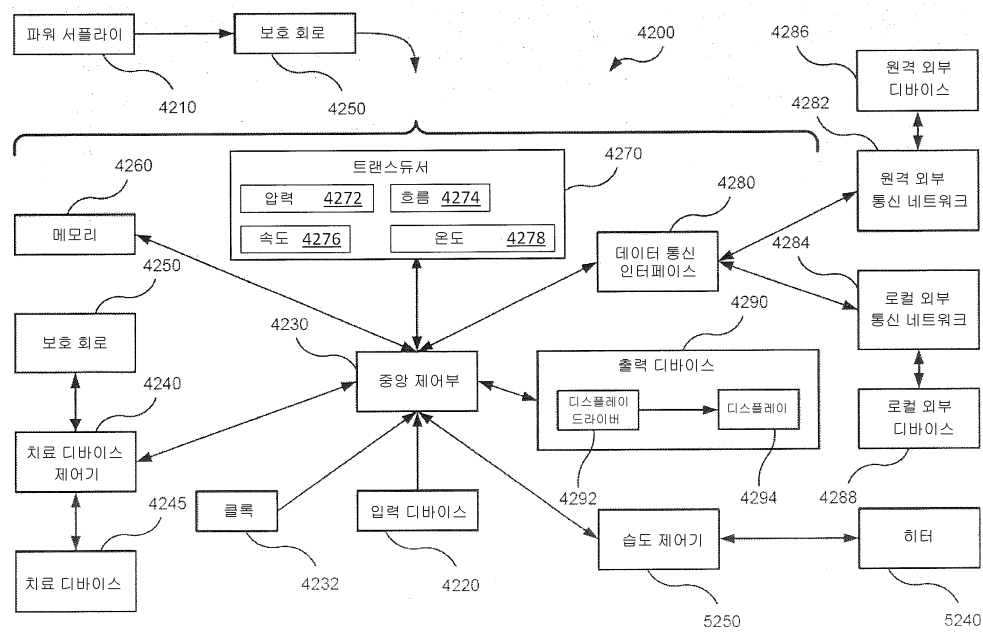 파워 서플라이
보호 회로
4210
4250
4200
4286
원격 외부
디바이스
4282
원격 외부
통신 네트워크
4260
메모리
트랜스듀서
4270
압력 4272
흐름 4274
속도 4276
온도 4278
4280
데이터 통신
인터페이스
4284
로컬 외부
통신 네트워크
4250
보호 회로
4230
중앙 제어부
4290
출력 디바이스
디스플레이
드라이버
디스플레이
4292
4294
로컬 외부
디바이스
4288
4240
치료 디바이스
제어기
4245
치료 디바이스
클록
4232
입력 디바이스
4220
습도 제어기
5250
히터
5240